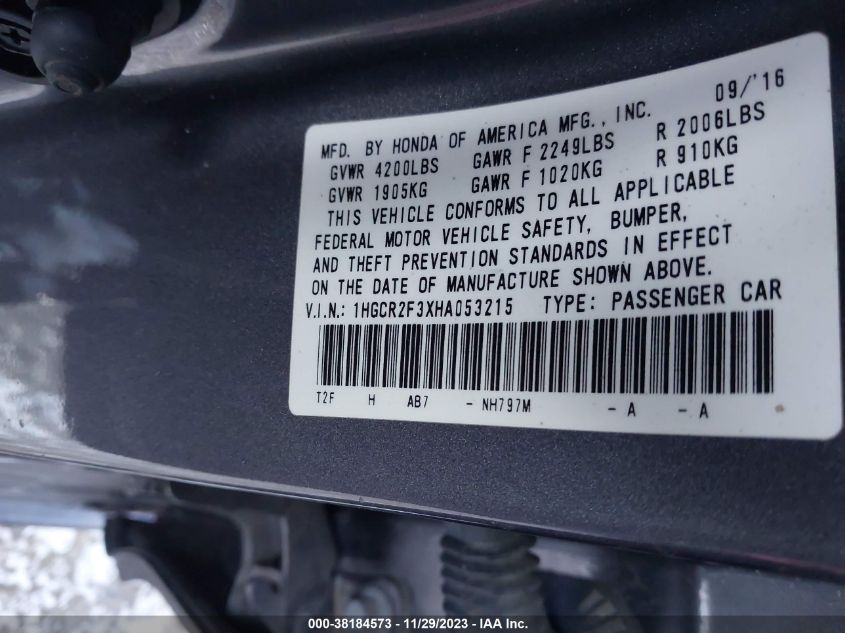 09/'16
MFD. BY HONDA OF AMERICA MFG., INC.
GVWR 4200LBS GAWR F 2249LBS R 2006LBS
GVWR 1905KG GAWR F 1020KG R 910KG
THIS VEHICLE CONFORMS TO ALL APPLICABLE
FEDERAL MOTOR VEHICLE SAFETY, BUMPER,
AND THEFT PREVENTION STANDARDS IN EFFECT
ON THE DATE OF MANUFACTURE SHOWN ABOVE.
V.I.N.: 1HGCR2F3XHA053215 TYPE: PASSENGER CAR
T2F H AB7 - NH797M - A - A
000-38184573 - 11/29/2023 - IAA Inc.